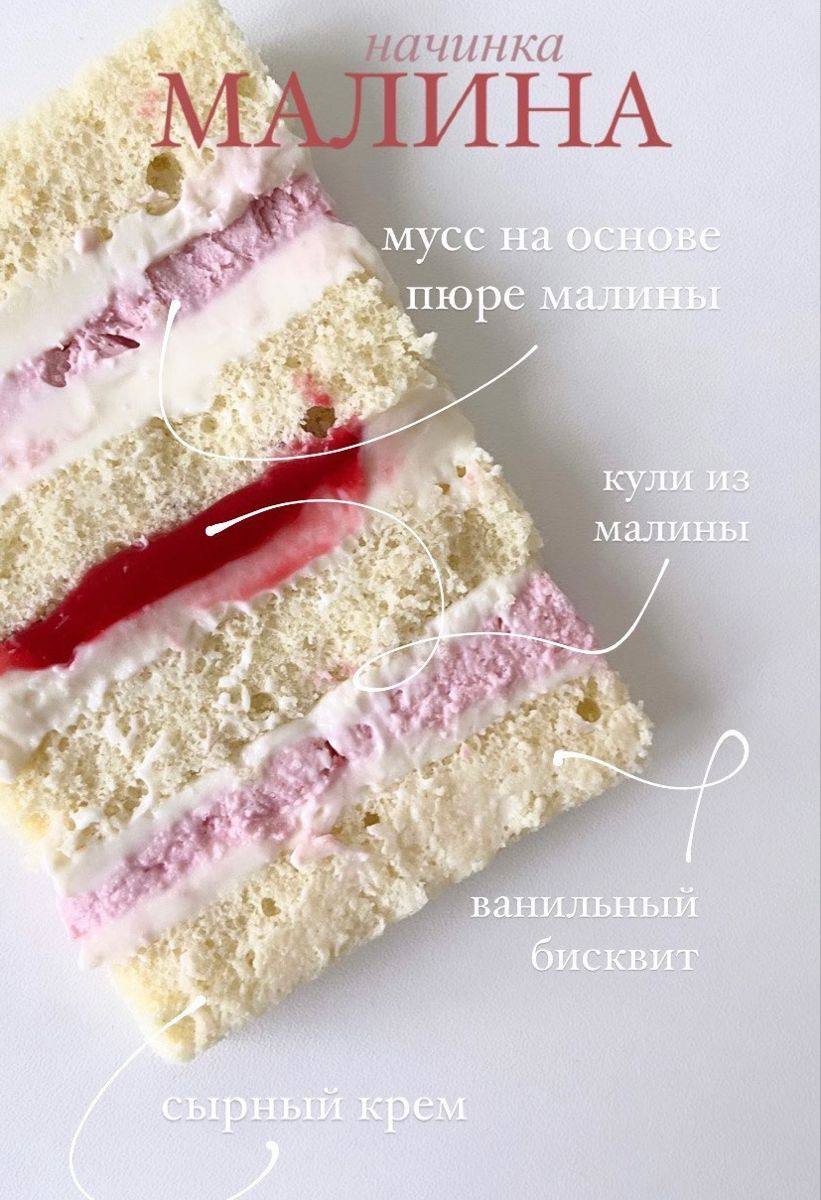 начинка
МАЛИНА
мусс на основе
пюре малины
кули из
малины
ванильный
бисквит
сырный крем